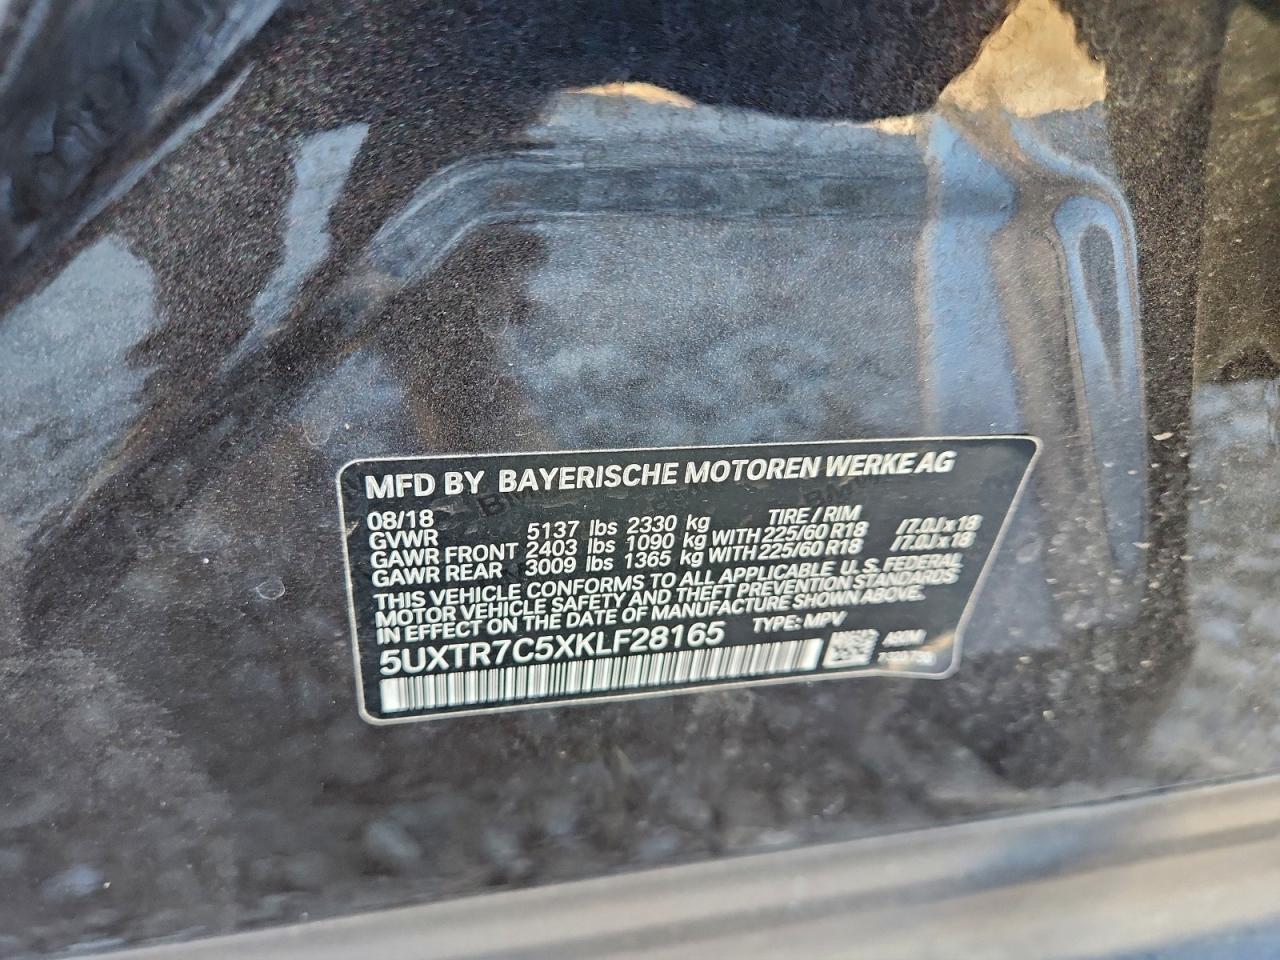 MFD BY BAYERISCHE MOTOREN WERKE AG
08/18 TIRE / RIM
GVWR 5137 lbs 2330 kg
GAWR FRONT 2403 lbs 1090 kg WITH 225/60 R18 /7.0J x 18
GAWR REAR 3009 lbs 1365 kg WITH 225/60 R18 /7.0J x 18
THIS VEHICLE CONFORMS TO ALL APPLICABLE U.S. FEDERAL
MOTOR VEHICLE SAFETY AND THEFT PREVENTION STANDARDS
IN EFFECT ON THE DATE OF MANUFACTURE SHOWN ABOVE.
5UXTR7C5XKLF28165 TYPE: MPV